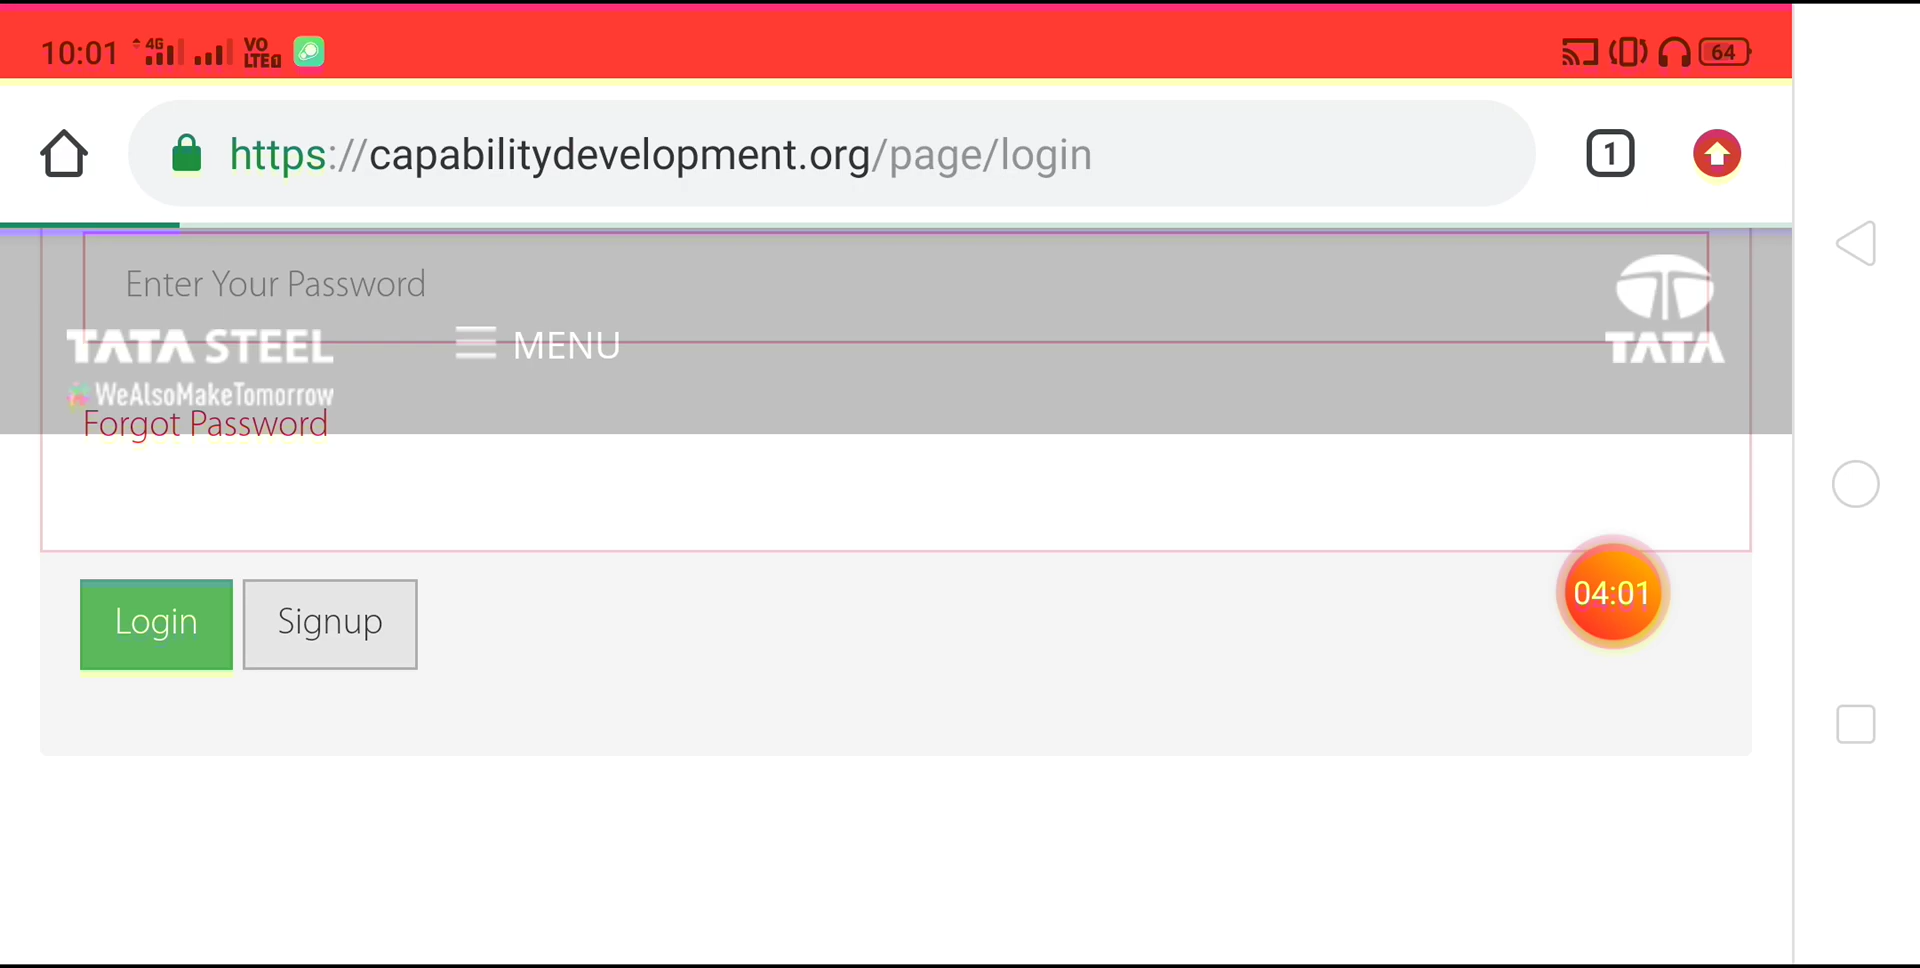 10:01 4G VO LTE 64
https://capabilitydevelopment.org/page/login
1
Enter Your Password
TATA STEEL
MENU
TATA
#WeAlsoMakeTomorrow
Forgot Password
04:01
Login
Signup